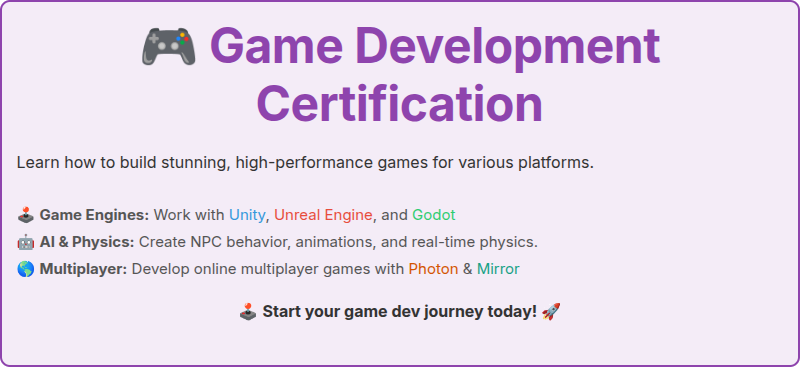 🎮 Game Development
Certification
Learn how to build stunning, high-performance games for various platforms.
🕹️ Game Engines: Work with Unity, Unreal Engine, and Godot
🤖 AI & Physics: Create NPC behavior, animations, and real-time physics.
🌎 Multiplayer: Develop online multiplayer games with Photon & Mirror
🕹️ Start your game dev journey today! 🚀